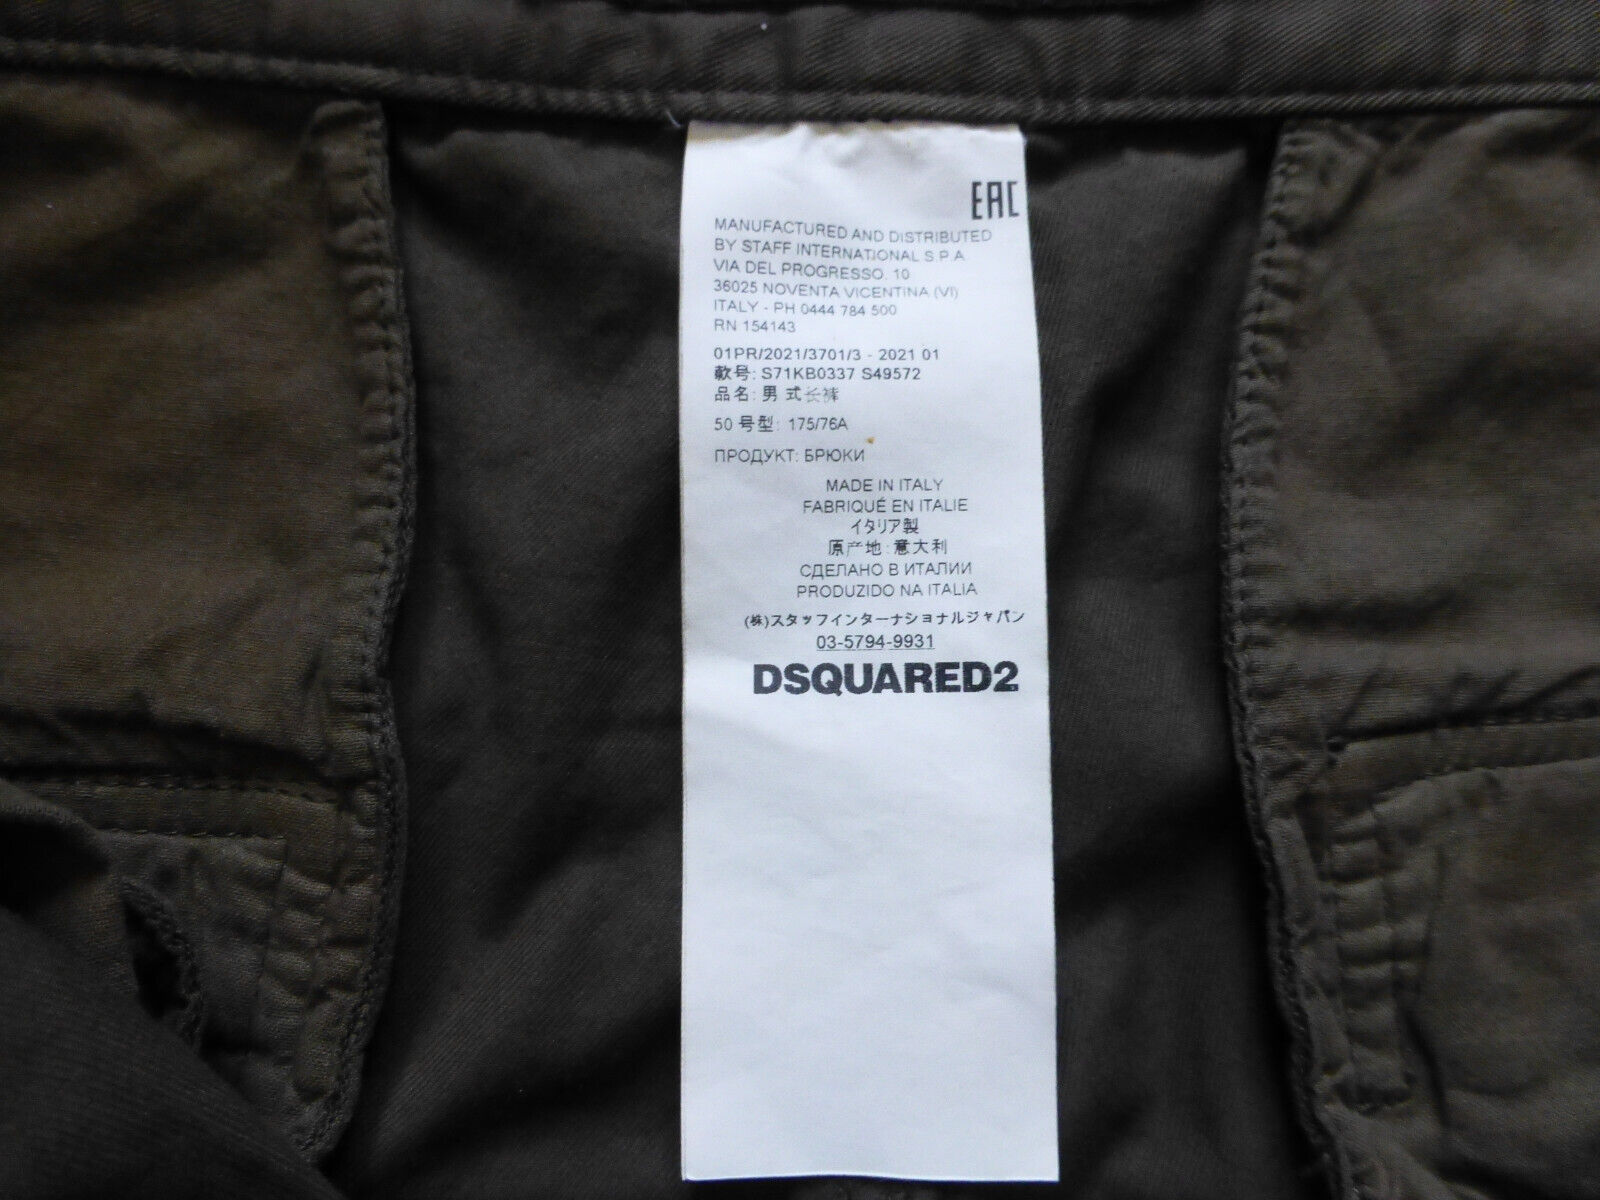 EAC
MANUFACTURED AND DISTRIBUTED
BY STAFF INTERNATIONAL S.P.A.
VIA DEL PROGRESSO, 10
36025 NOVENTA VICENTINA (VI)
ITALY - PH 0444 784 500
RN 154143
01PR/2021/3701/3 - 2021 01
款号: S71KB0337 S49572
品名: 男式长裤
50 号型: 175/76A
ПРОДУКТ: БРЮКИ
MADE IN ITALY
FABRIQUÉ EN ITALIE
イタリア製
原产地: 意大利
СДЕЛАНО В ИТАЛИИ
PRODUZIDO NA ITALIA
(株)スタッフインターナショナルジャパン
03-5794-9931
DSQUARED2